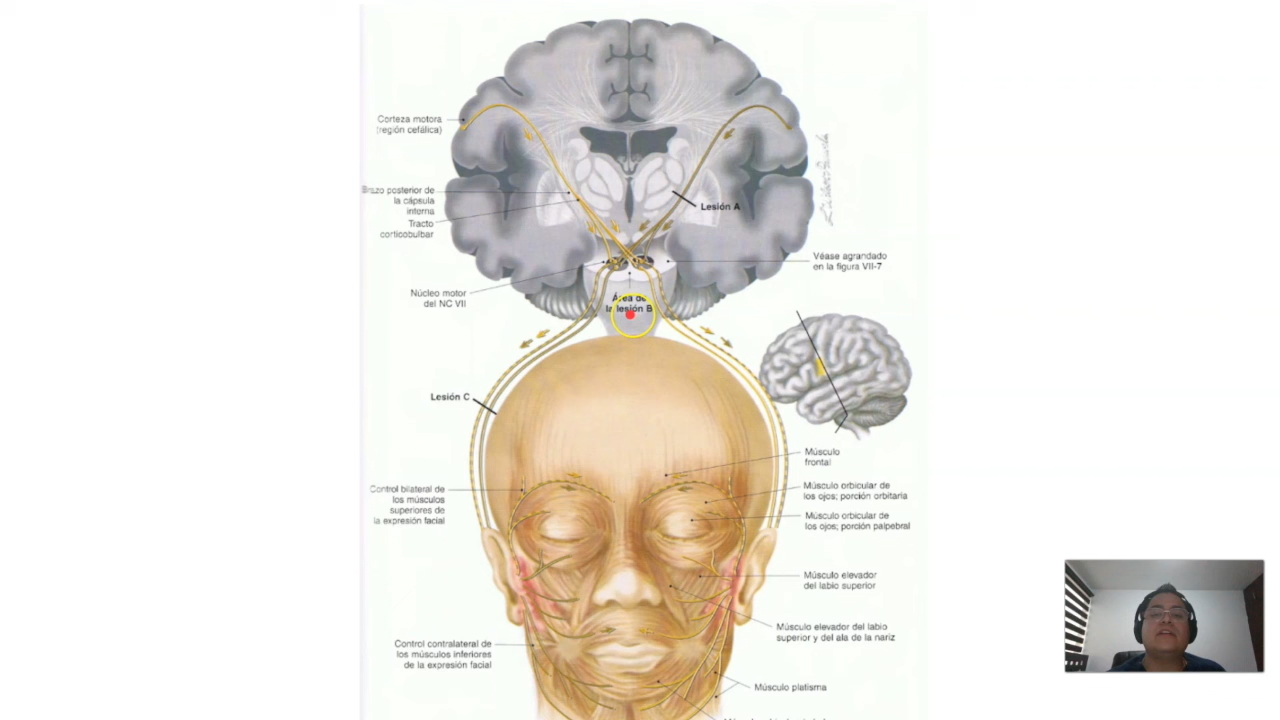 Corteza motora
(región cefálica)
Brazo posterior de
la cápsula
interna
Tracto
corticobulbar
Lesión A
Véase agrandado
en la figura VII-7
Núcleo motor
del NC VII
Área de
la lesión B
Lesión C
Músculo
frontal
Control bilateral de
los músculos
superiores de
la expresión facial
Músculo orbicular de
los ojos; porción orbitaria
Músculo orbicular de
los ojos; porción palpebral
Músculo elevador
del labio superior
Músculo elevador del labio
superior y del ala de la nariz
Control contralateral de
los músculos inferiores
de la expresión facial
Músculo platisma